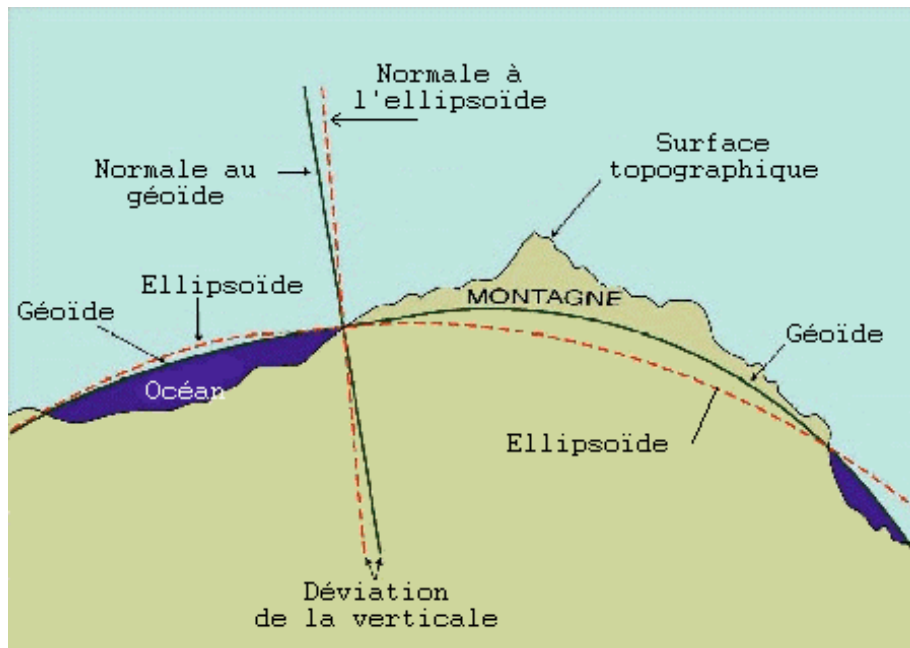 Normale à
l'ellipsoïde
Surface
topographique
Normale au
géoïde
Ellipsoïde
Géoïde
MONTAGNE
Géoïde
Océan
Ellipsoïde
Déviation
de la verticale